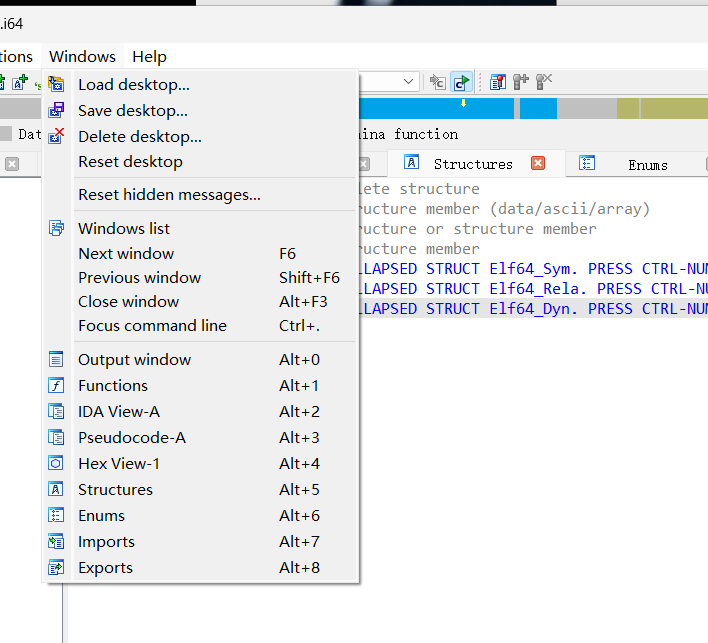 .i64
tions Windows Help
Load desktop...
Save desktop...
Delete desktop...
Reset desktop
Reset hidden messages...
Windows list
Next window F6
Previous window Shift+F6
Close window Alt+F3
Focus command line Ctrl+.
Output window Alt+0
Functions Alt+1
IDA View-A Alt+2
Pseudocode-A Alt+3
Hex View-1 Alt+4
Structures Alt+5
Enums Alt+6
Imports Alt+7
Exports Alt+8
Dat
ina function
Structures Enums
lete structure
ructure member (data/ascii/array)
ructure or structure member
ructure member
LLAPSED STRUCT Elf64_Sym. PRESS CTRL-NUM
LLAPSED STRUCT Elf64_Rela. PRESS CTRL-NU
LLAPSED STRUCT Elf64_Dyn. PRESS CTRL-NUM